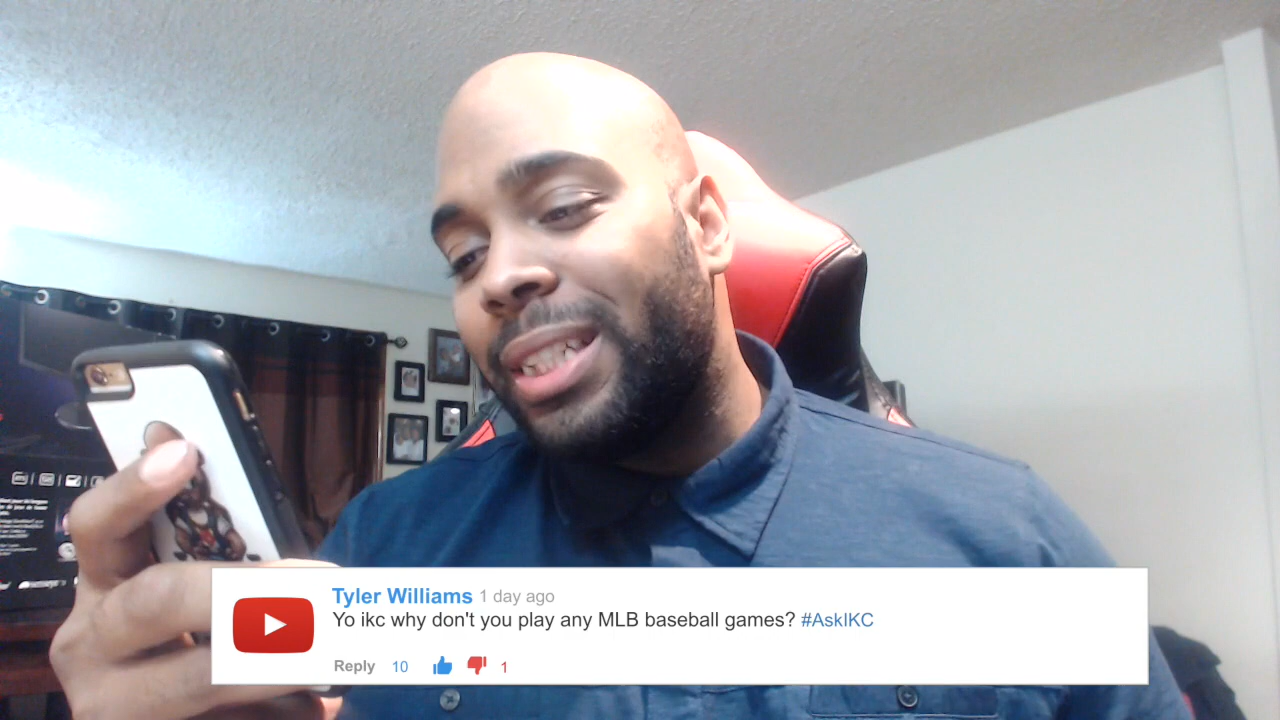 Tyler Williams 1 day ago
Yo ikc why don't you play any MLB baseball games? #AskIKC
Reply 10 1